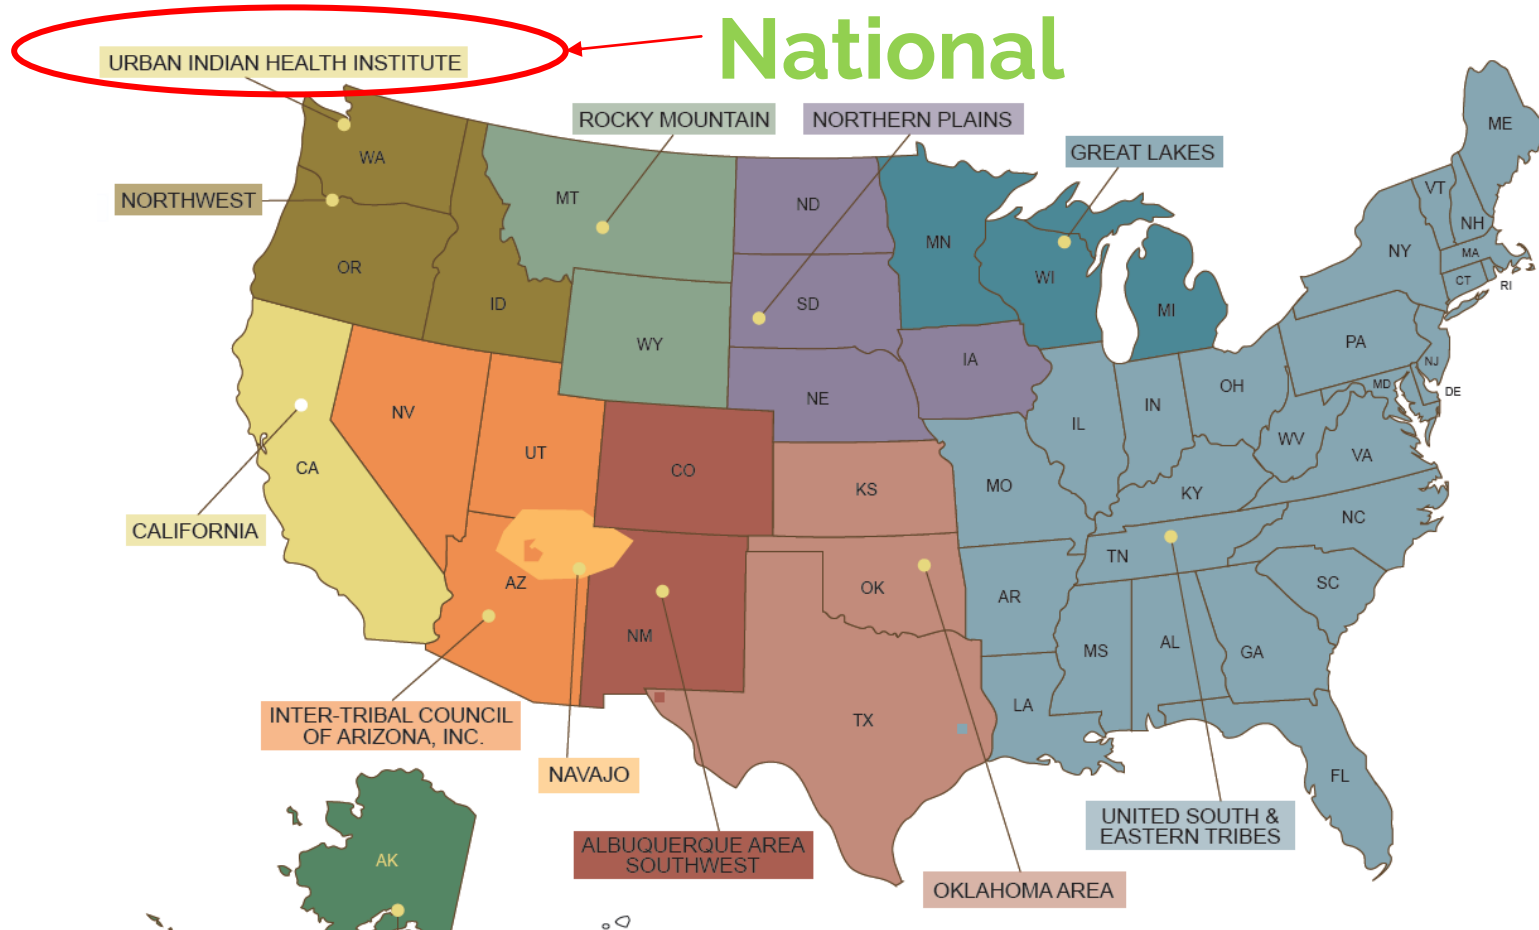 National
URBAN INDIAN HEALTH INSTITUTE
ROCKY MOUNTAIN
NORTHERN PLAINS
GREAT LAKES
NORTHWEST
CALIFORNIA
INTER-TRIBAL COUNCIL
OF ARIZONA, INC.
NAVAJO
ALBUQUERQUE AREA
SOUTHWEST
OKLAHOMA AREA
UNITED SOUTH &
EASTERN TRIBES
WA
OR
ID
MT
WY
ND
SD
NE
IA
MN
WI
MI
CA
NV
UT
AZ
CO
NM
KS
OK
TX
MO
AR
LA
IL
IN
OH
KY
TN
MS
AL
GA
FL
SC
NC
VA
WV
PA
NY
VT
NH
ME
MA
CT
RI
NJ
DE
MD
AK